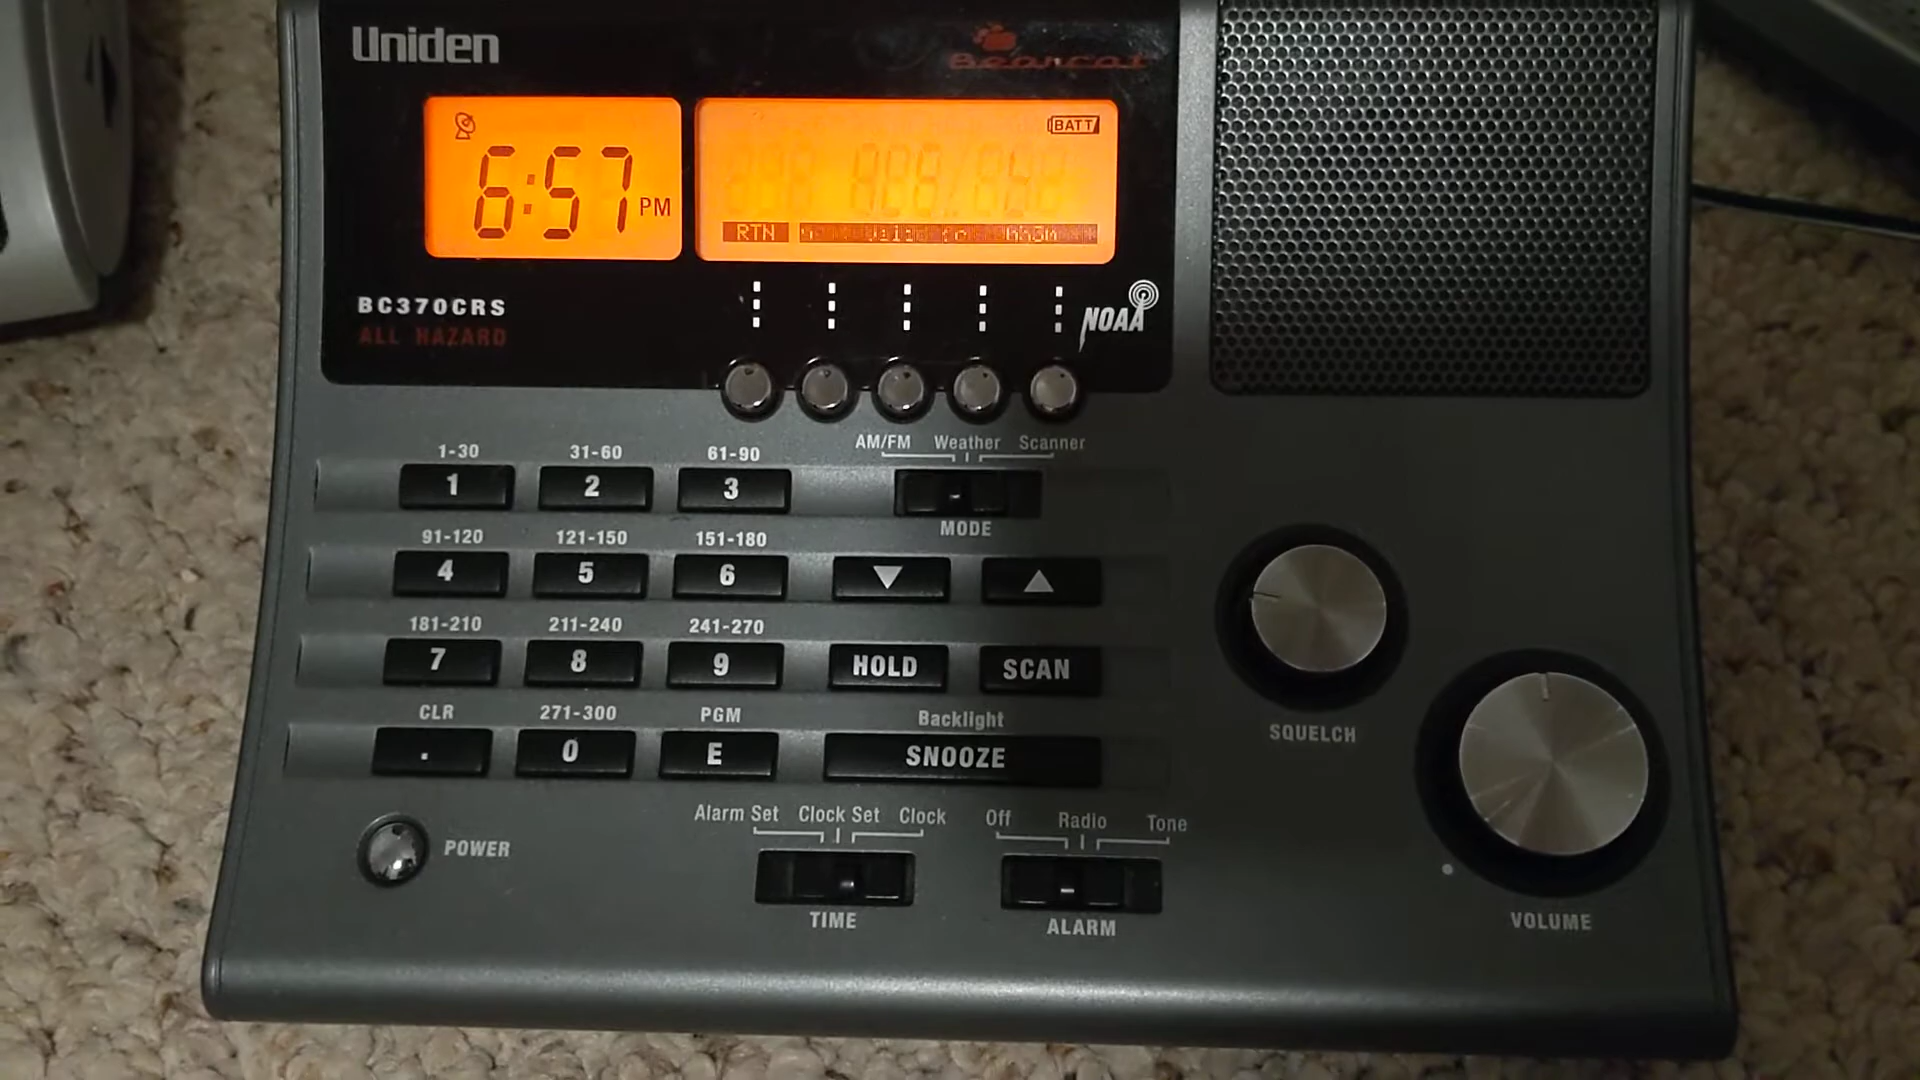 Uniden
Bearcat
BATT
6:57 PM
RTN
BC370CRS
ALL HAZARD
NOAA
AM/FM Weather Scanner
1-30 31-60 61-90
1 2 3
MODE
91-120 121-150 151-180
4 5 6 ▼ ▲
181-210 211-240 241-270
7 8 9 HOLD SCAN
CLR 271-300 PGM Backlight
. 0 E SNOOZE
SQUELCH
Alarm Set Clock Set Clock Off Radio Tone
POWER
TIME ALARM VOLUME